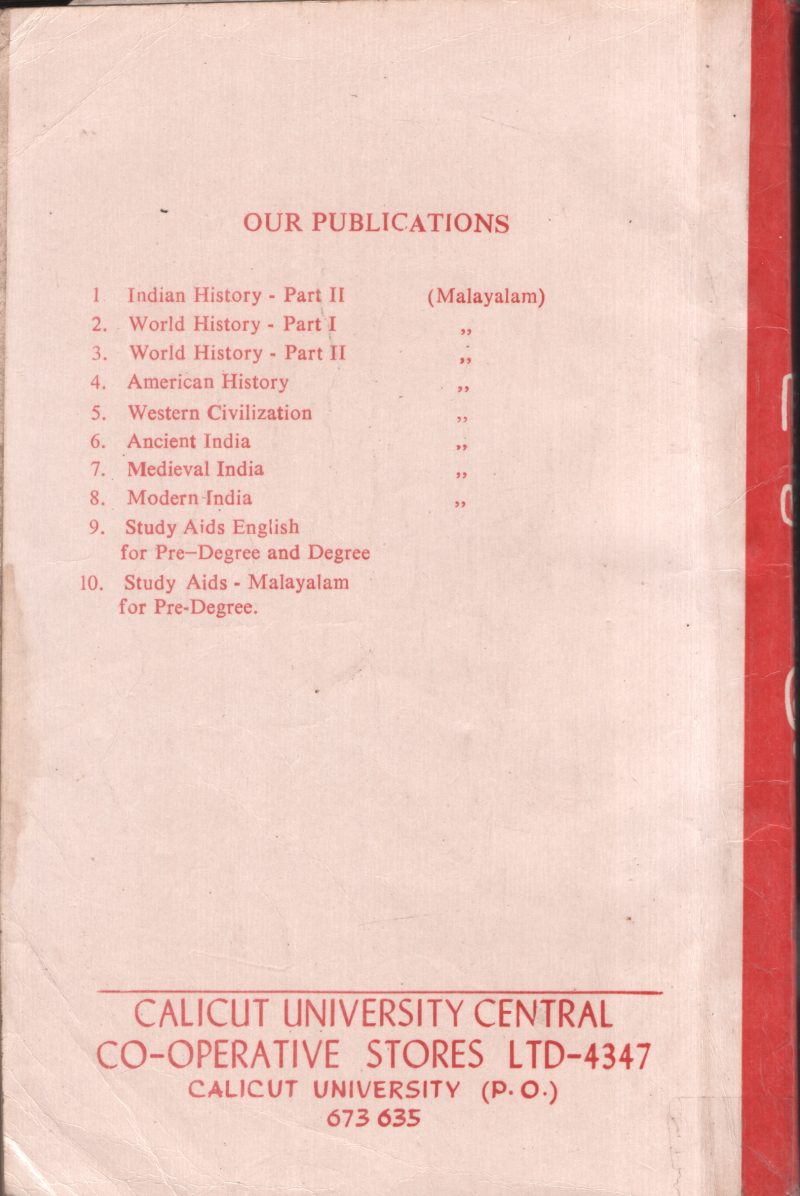 OUR PUBLICATIONS
1 Indian History - Part II (Malayalam)
2. World History - Part I ,,
3. World History - Part II ,,
4. American History ,,
5. Western Civilization ,,
6. Ancient India ,,
7. Medieval India ,,
8. Modern India ,,
9. Study Aids English
for Pre–Degree and Degree
10. Study Aids - Malayalam
for Pre-Degree.
CALICUT UNIVERSITY CENTRAL
CO-OPERATIVE STORES LTD-4347
CALICUT UNIVERSITY (P.O.)
673 635